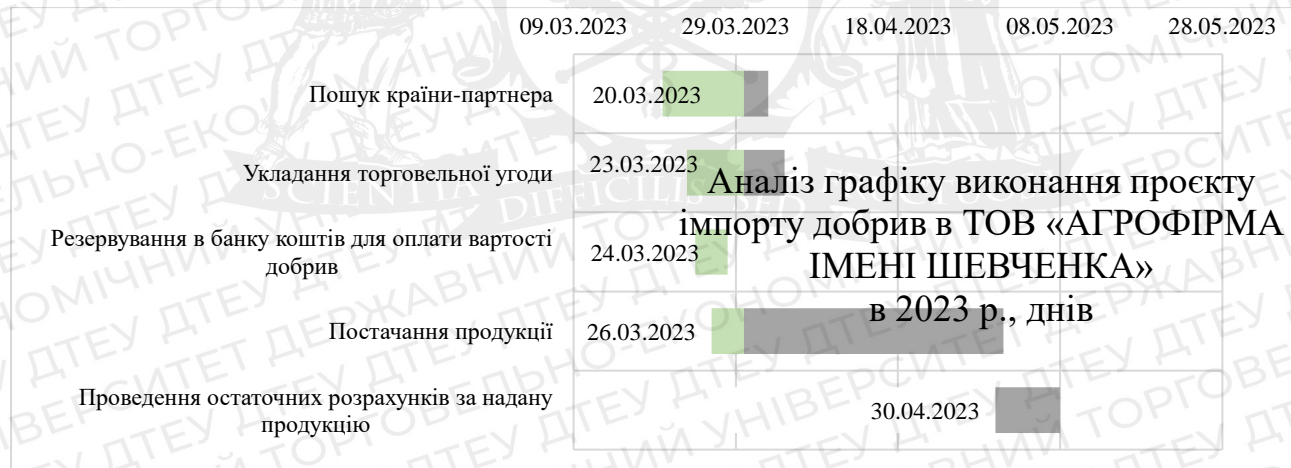 09.03.2023 29.03.2023 18.04.2023 08.05.2023 28.05.2023
Пошук країни-партнера 20.03.2023
Укладання торговельної угоди 23.03.2023
Резервування в банку коштів для оплати вартості
добрив
24.03.2023
Постачання продукції 26.03.2023
Проведення остаточних розрахунків за надану
продукцію
30.04.2023
Аналіз графіку виконання проєкту
імпорту добрив в ТОВ «АГРОФІРМА
ІМЕНІ ШЕВЧЕНКА»
в 2023 р., днів
SCIENTIA DIFFICILIS SED